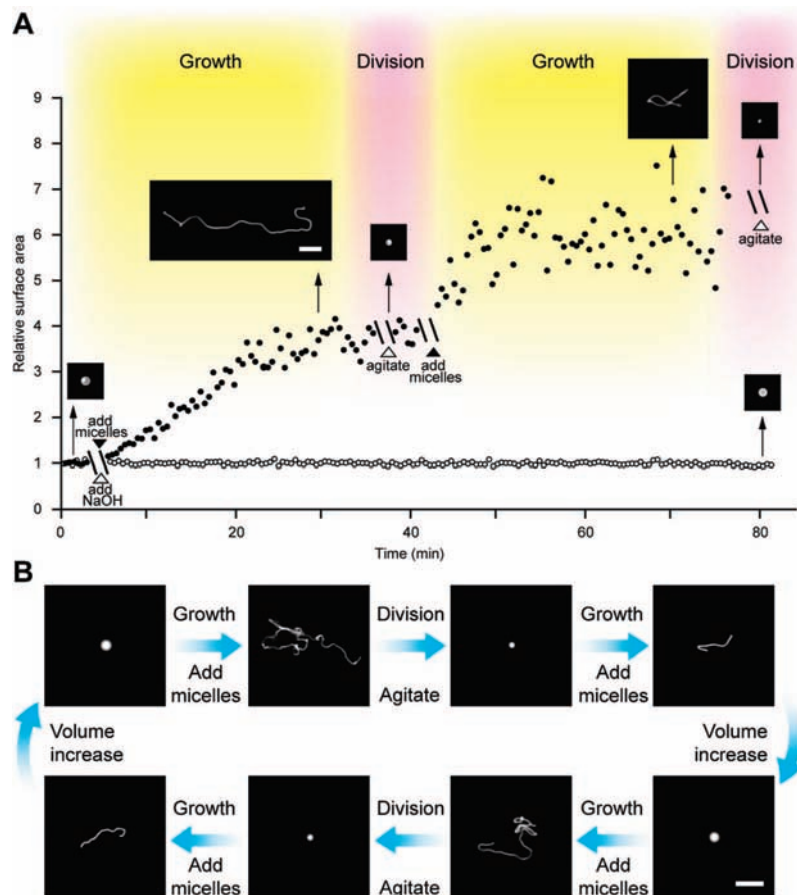 A
Growth
Division
Growth
Division
9
8
7
6
5
4
3
2
1
0
Relative surface area
agitate
agitate
add
micelles
add
micelles
add
NaOH
0
20
40
60
80
Time (min)
B
Growth
Add
micelles
Division
Agitate
Growth
Add
micelles
Volume
increase
Volume
increase
Growth
Add
micelles
Division
Agitate
Growth
Add
micelles